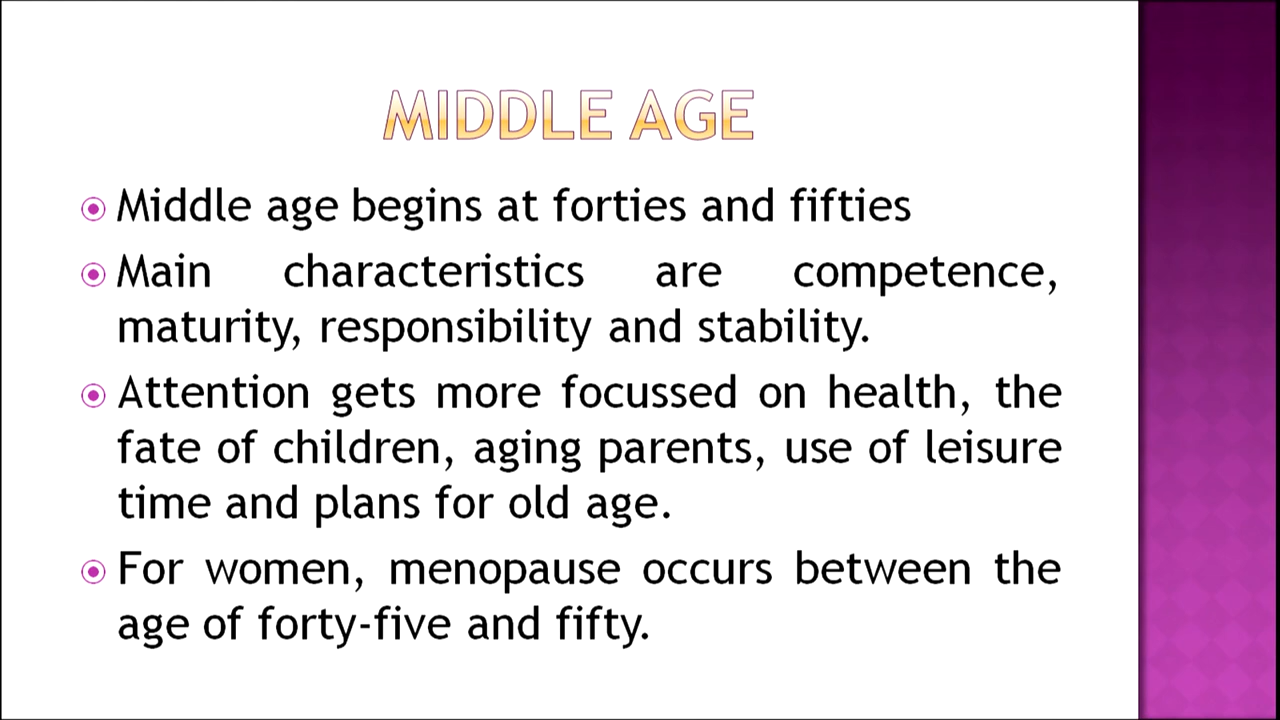 MIDDLE AGE
Middle age begins at forties and fifties
Main characteristics are competence,
maturity, responsibility and stability.
Attention gets more focussed on health, the
fate of children, aging parents, use of leisure
time and plans for old age.
For women, menopause occurs between the
age of forty-five and fifty.